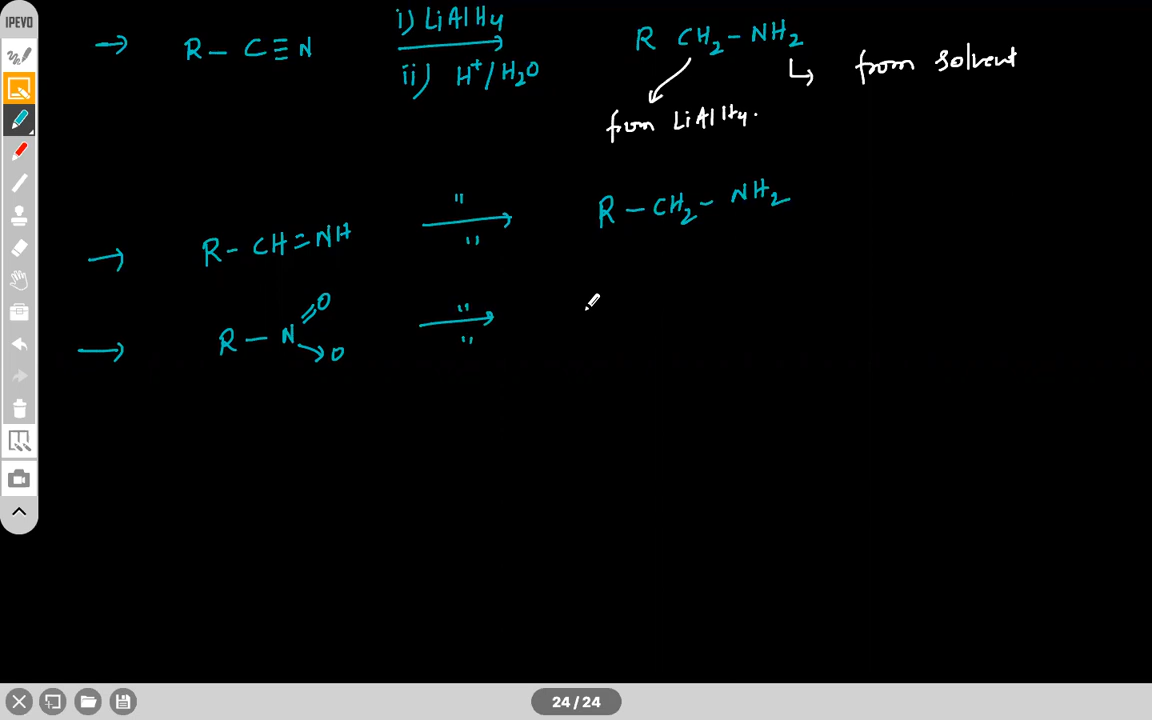 IPEVO
→ R - C ≡ N i) LiAlH4 ii) H+/H2O R CH2 - NH2
from solvent
from LiAlH4.
→ R - CH = NH " " R - CH2 - NH2
→ R - N =O →O " "
24 / 24